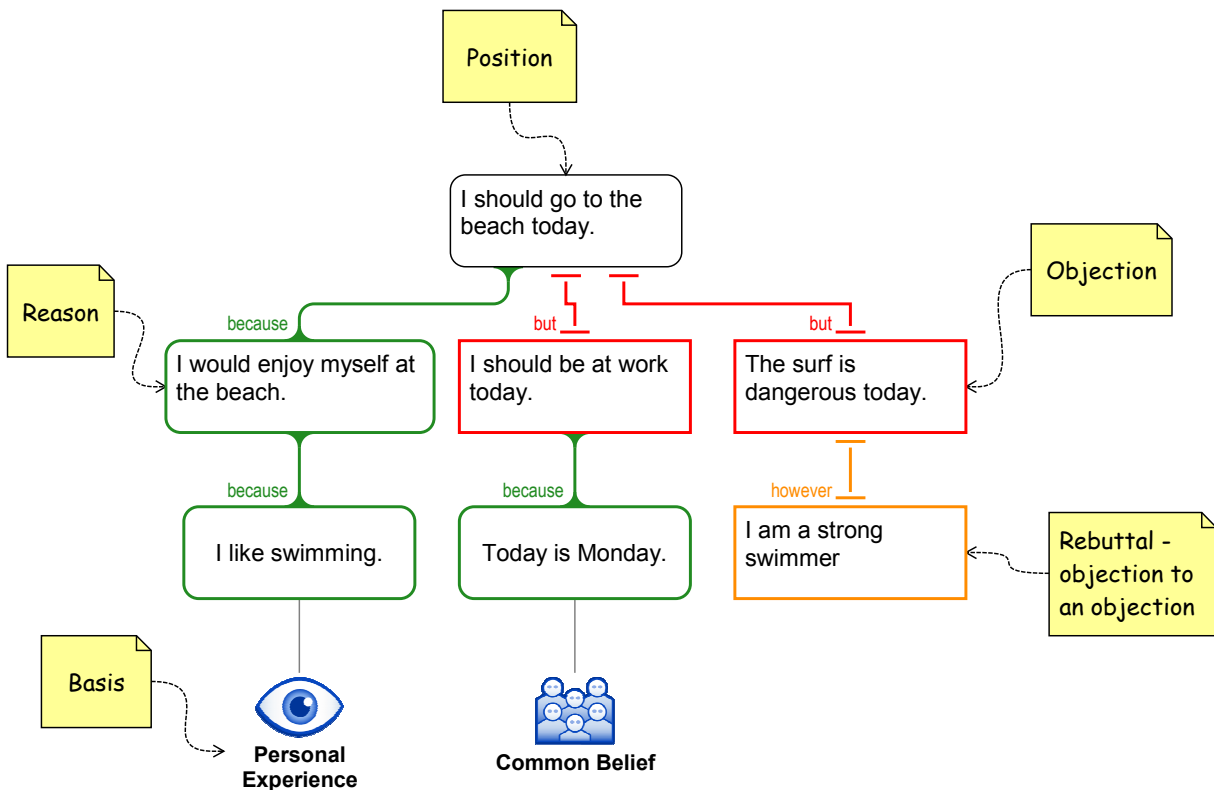 Position
I should go to the
beach today.
Objection
Reason
because
but
but
I would enjoy myself at
the beach.
I should be at work
today.
The surf is
dangerous today.
because
because
however
I like swimming.
Today is Monday.
I am a strong
swimmer
Rebuttal -
objection to
an objection
Basis
Personal
Experience
Common Belief